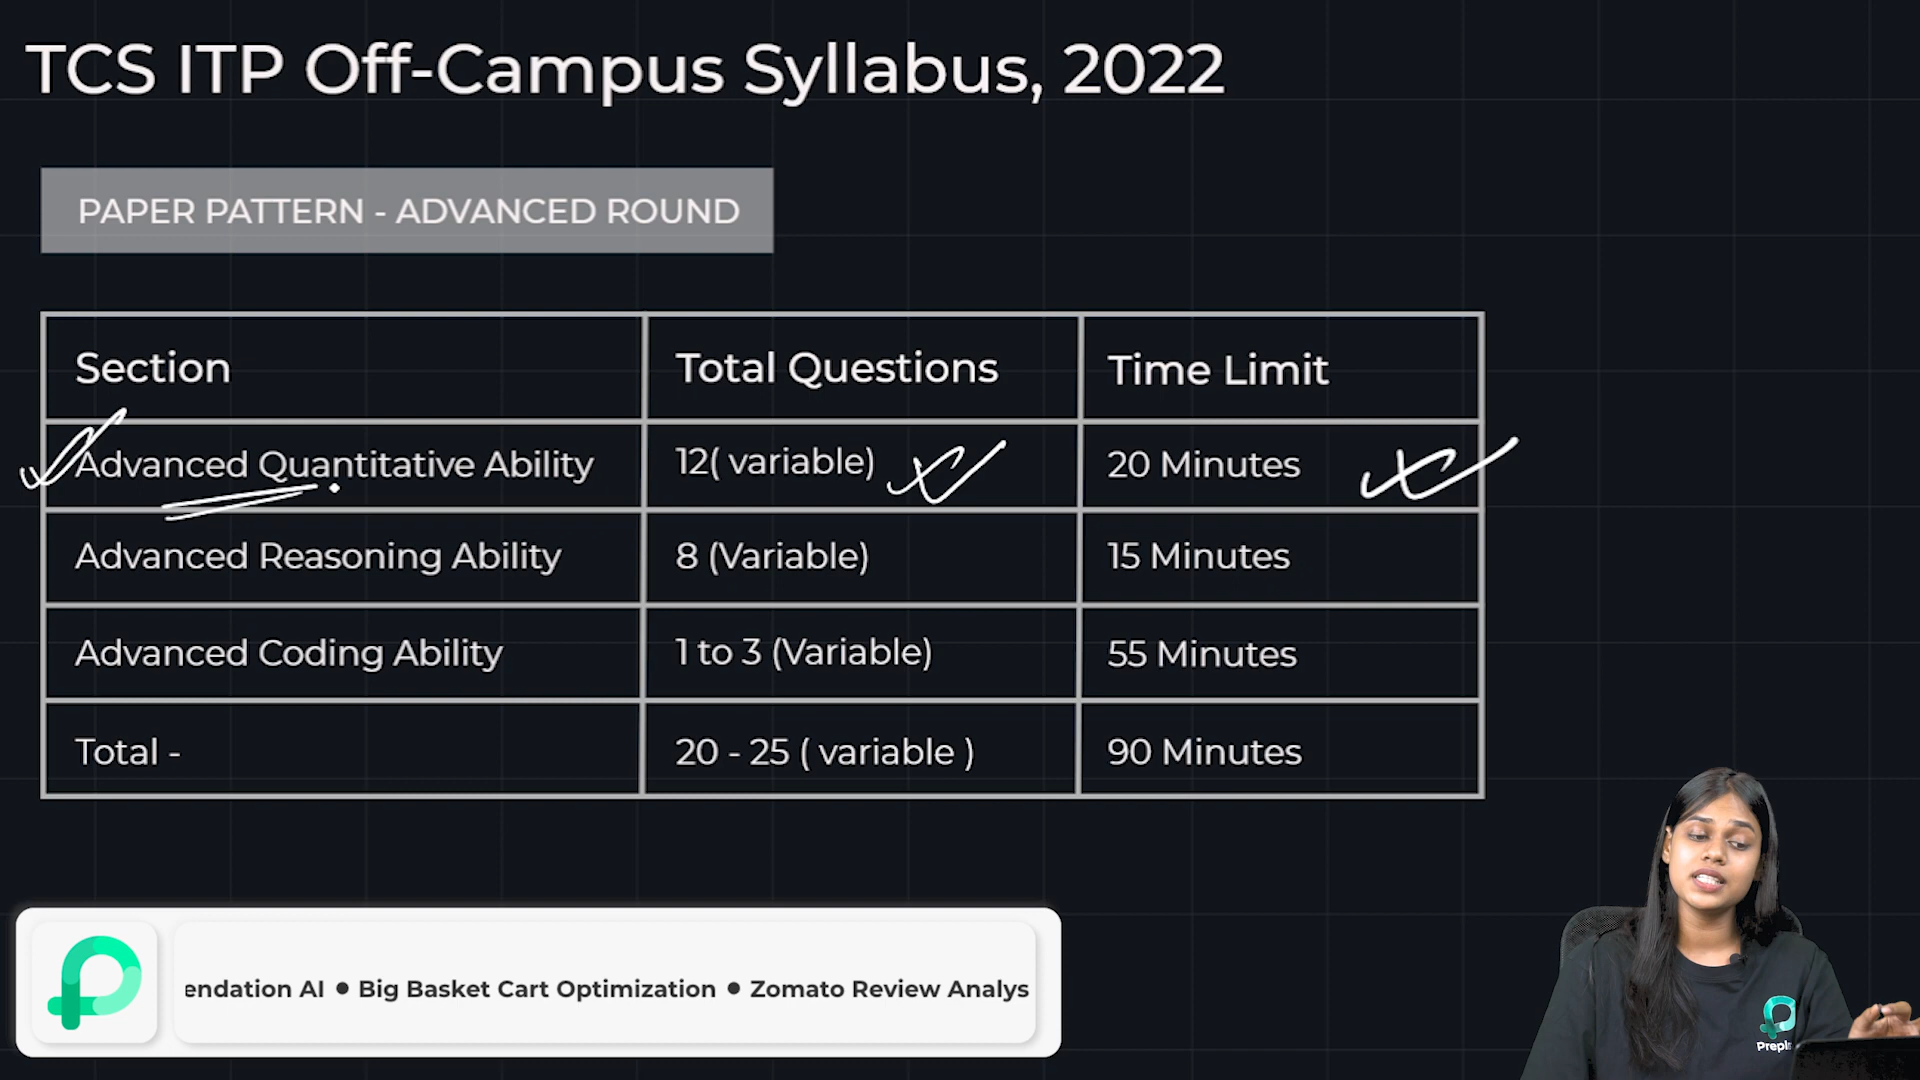 TCS ITP Off-Campus Syllabus, 2022
PAPER PATTERN - ADVANCED ROUND
Section Total Questions Time Limit
Advanced Quantitative Ability 12( variable) 20 Minutes
Advanced Reasoning Ability 8 (Variable) 15 Minutes
Advanced Coding Ability 1 to 3 (Variable) 55 Minutes
Total - 20 - 25 ( variable ) 90 Minutes
endation AI • Big Basket Cart Optimization • Zomato Review Analys
PrepI